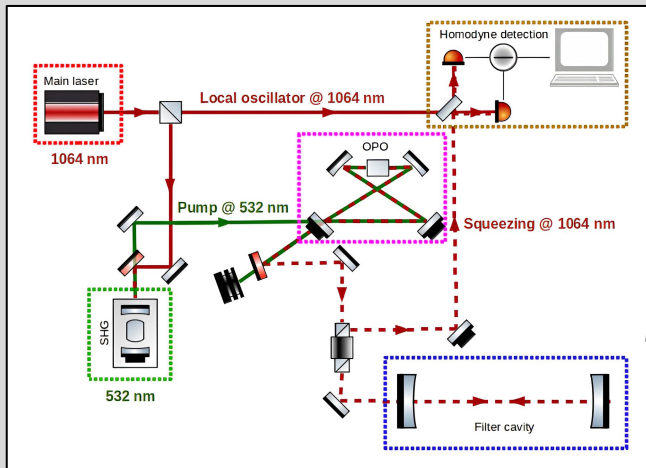 Homodyne detection
Main laser
Local oscillator @ 1064 nm
1064 nm
OPO
Pump @ 532 nm
Squeezing @ 1064 nm
SHG
532 nm
Filter cavity